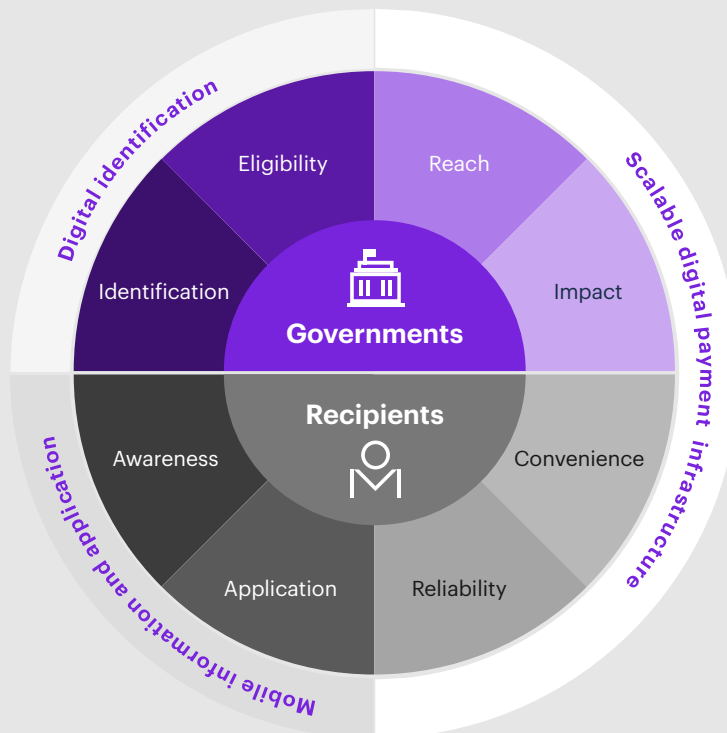 Digital identification
Scalable digital payment infrastructure
Eligibility
Reach
Identification
Impact
Governments
Recipients
Awareness
Convenience
Application
Reliability
Mobile information and application